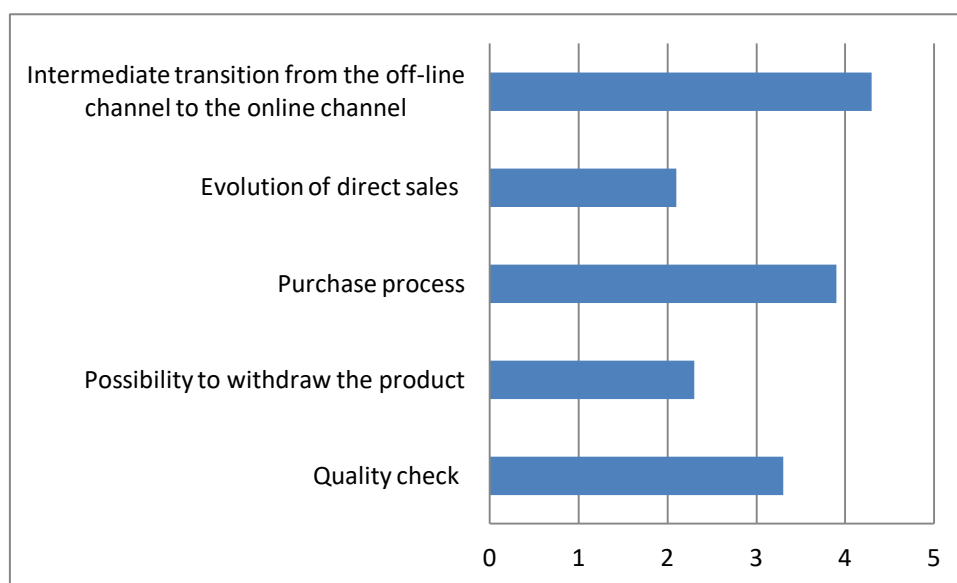 Intermediate transition from the off-line
channel to the online channel
Evolution of direct sales
Purchase process
Possibility to withdraw the product
Quality check
0 1 2 3 4 5